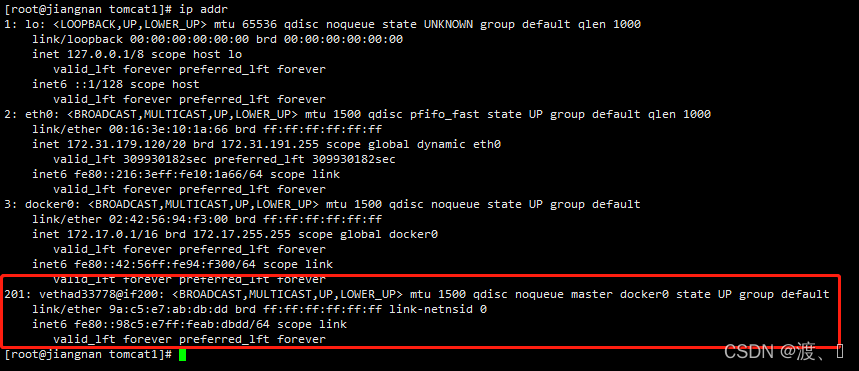 [root@jiangnan tomcat1]# ip addr
1: lo: <LOOPBACK,UP,LOWER_UP> mtu 65536 qdisc noqueue state UNKNOWN group default qlen 1000
link/loopback 00:00:00:00:00:00 brd 00:00:00:00:00:00
inet 127.0.0.1/8 scope host lo
valid_lft forever preferred_lft forever
inet6 ::1/128 scope host
valid_lft forever preferred_lft forever
2: eth0: <BROADCAST,MULTICAST,UP,LOWER_UP> mtu 1500 qdisc pfifo_fast state UP group default qlen 1000
link/ether 00:16:3e:10:1a:66 brd ff:ff:ff:ff:ff:ff
inet 172.31.179.120/20 brd 172.31.191.255 scope global dynamic eth0
valid_lft 309930182sec preferred_lft 309930182sec
inet6 fe80::216:3eff:fe10:1a66/64 scope link
valid_lft forever preferred_lft forever
3: docker0: <BROADCAST,MULTICAST,UP,LOWER_UP> mtu 1500 qdisc noqueue state UP group default
link/ether 02:42:56:94:f3:00 brd ff:ff:ff:ff:ff:ff
inet 172.17.0.1/16 brd 172.17.255.255 scope global docker0
valid_lft forever preferred_lft forever
inet6 fe80::42:56ff:fe94:f300/64 scope link
valid_lft forever preferred_lft forever
201: vethad33778@if200: <BROADCAST,MULTICAST,UP,LOWER_UP> mtu 1500 qdisc noqueue master docker0 state UP group default
link/ether 9a:c5:e7:ab:db:dd brd ff:ff:ff:ff:ff:ff link-netnsid 0
inet6 fe80::98c5:e7ff:feab:dbdd/64 scope link
valid_lft forever preferred_lft forever
[root@jiangnan tomcat1]#
CSDN @渡、